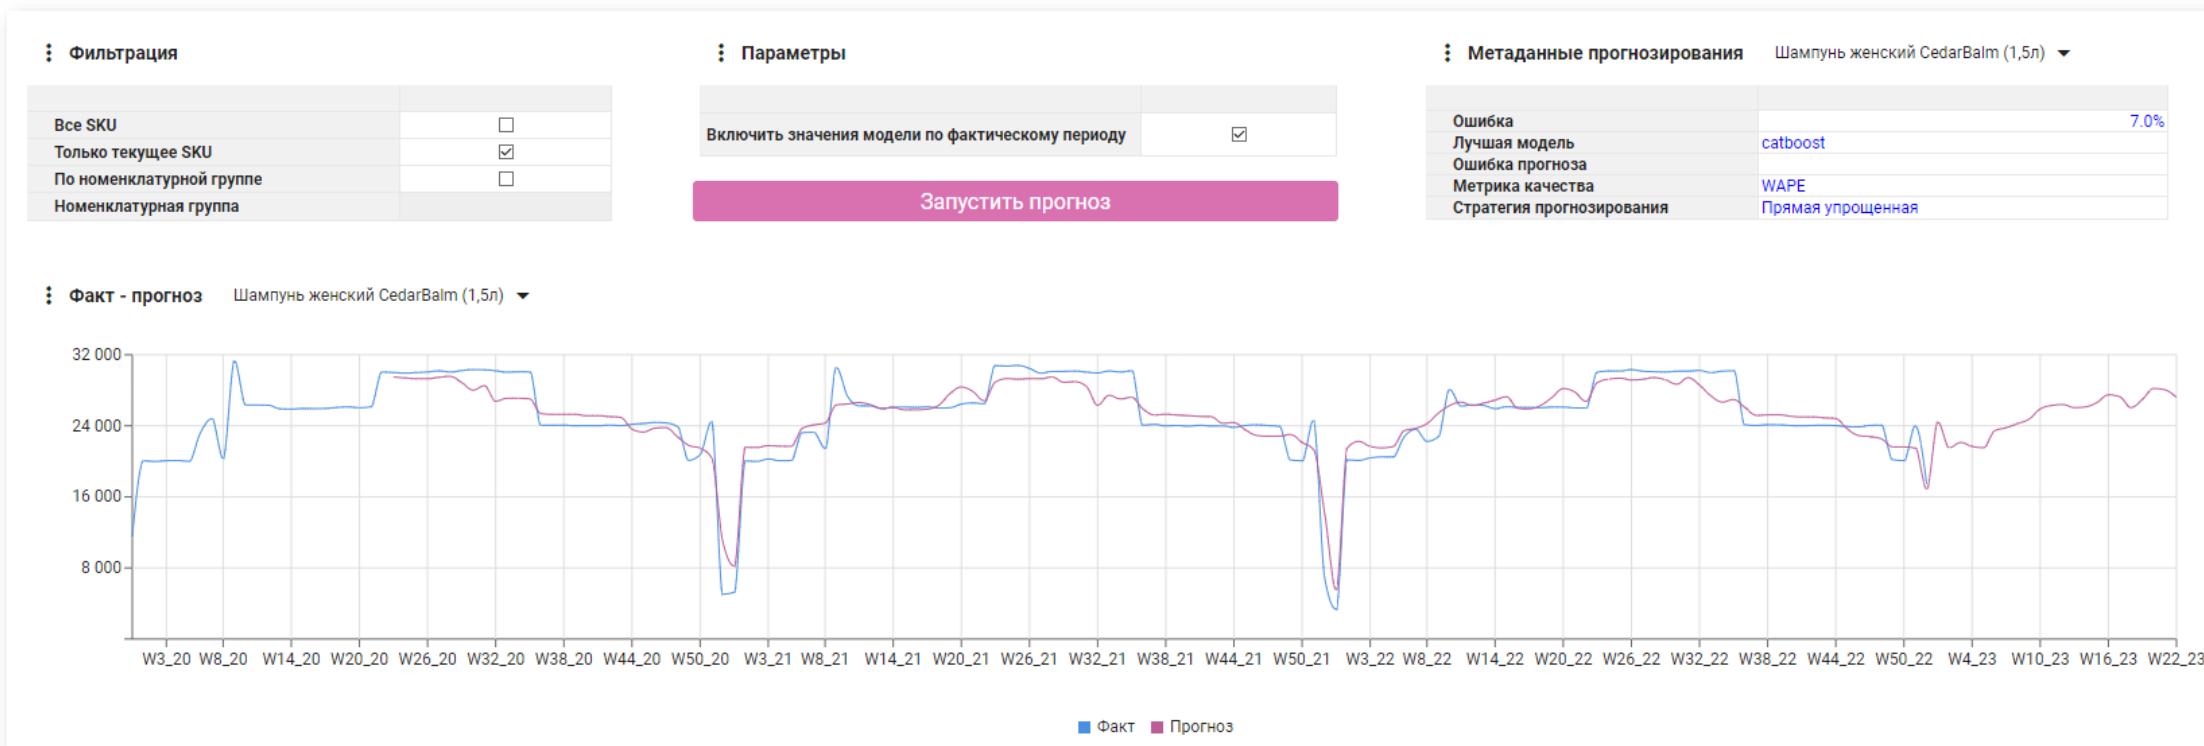 Фильтрация
Все SKU
Только текущее SKU
По номенклатурной группе
Номенклатурная группа
Параметры
Включить значения модели по фактическому периоду
Запустить прогноз
Метаданные прогнозирования Шампунь женский CedarBalm (1,5л)
Ошибка 7.0%
Лучшая модель catboost
Ошибка прогноза
Метрика качества WAPE
Стратегия прогнозирования Прямая упрощенная
Факт - прогноз Шампунь женский CedarBalm (1,5л)
32 000
24 000
16 000
8 000
W3_20 W8_20 W14_20 W20_20 W26_20 W32_20 W38_20 W44_20 W50_20 W3_21 W8_21 W14_21 W20_21 W26_21 W32_21 W38_21 W44_21 W50_21 W3_22 W8_22 W14_22 W20_22 W26_22 W32_22 W38_22 W44_22 W50_22 W4_23 W10_23 W16_23 W22_23
Факт Прогноз